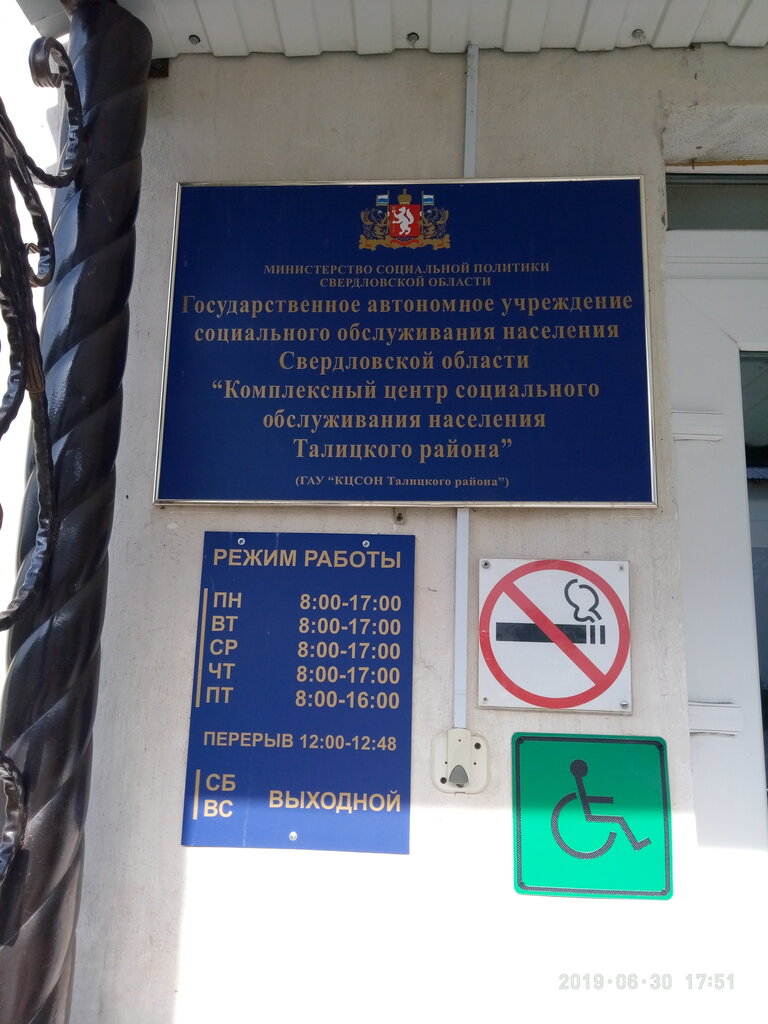 МИНИСТЕРСТВО СОЦИАЛЬНОЙ ПОЛИТИКИ
СВЕРДЛОВСКОЙ ОБЛАСТИ
Государственное автономное учреждение
социального обслуживания населения
Свердловской области
“Комплексный центр социального
обслуживания населения
Талицкого района”
(ГАУ “КЦСОН Талицкого района”)
РЕЖИМ РАБОТЫ
ПН 8:00-17:00
ВТ 8:00-17:00
СР 8:00-17:00
ЧТ 8:00-17:00
ПТ 8:00-16:00
ПЕРЕРЫВ 12:00-12:48
СБ
ВС ВЫХОДНОЙ
2019·06·30 17:51